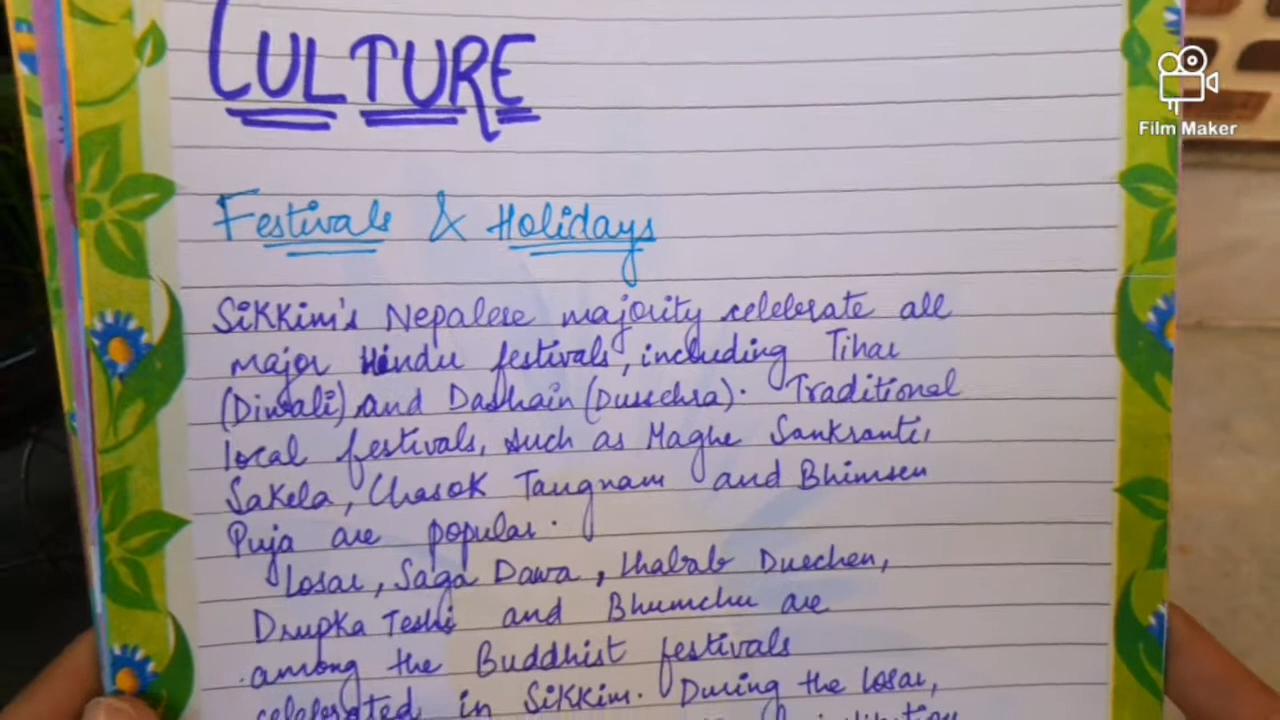 CULTURE
Film Maker
Festivals & Holidays
Sikkim's Nepalese majority celebrate all
major Hindu festivals, including Tihar
(Diwali) and Dashain (Dussehra). Traditional
local festivals, such as Maghe Sankranti,
Sakela, Chasok Tangnam and Bhimsen
Puja are popular.
Losar, Saga Dawa, Lhabab Duechen,
Drupka Teshi and Bhumchu are
among the Buddhist festivals
celebrated in Sikkim. During the Losar,